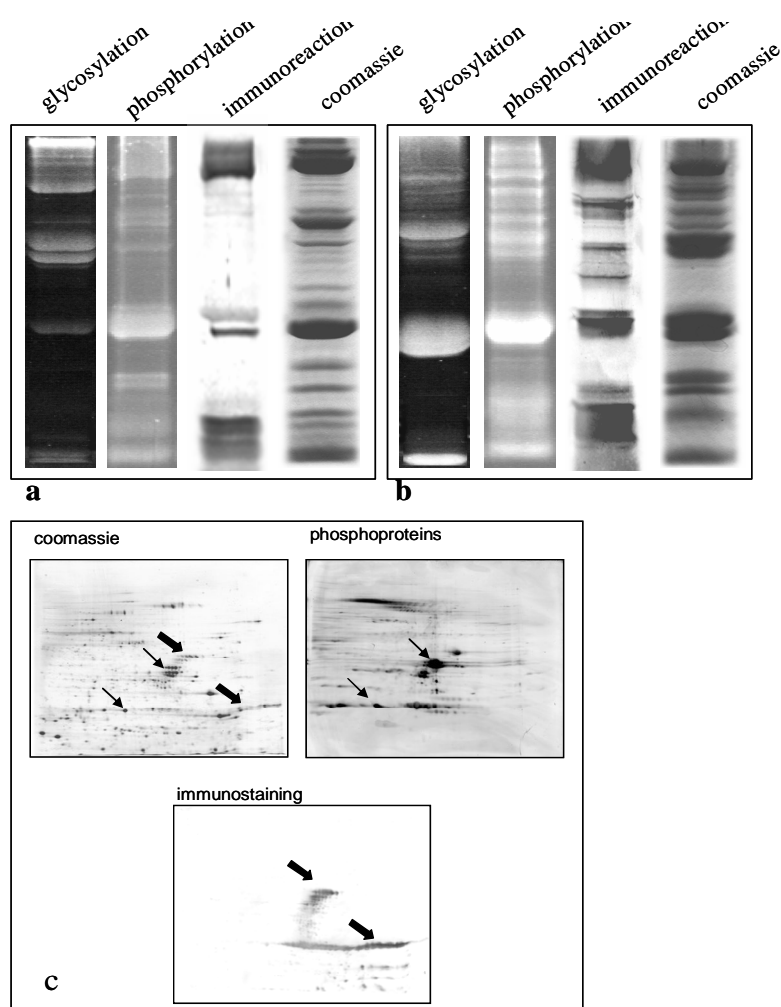 glycosylation
phosphorylation
immunoreaction
coomassie
glycosylation
phosphorylation
immunoreaction
coomassie
a
b
coomassie
phosphoproteins
immunostaining
c